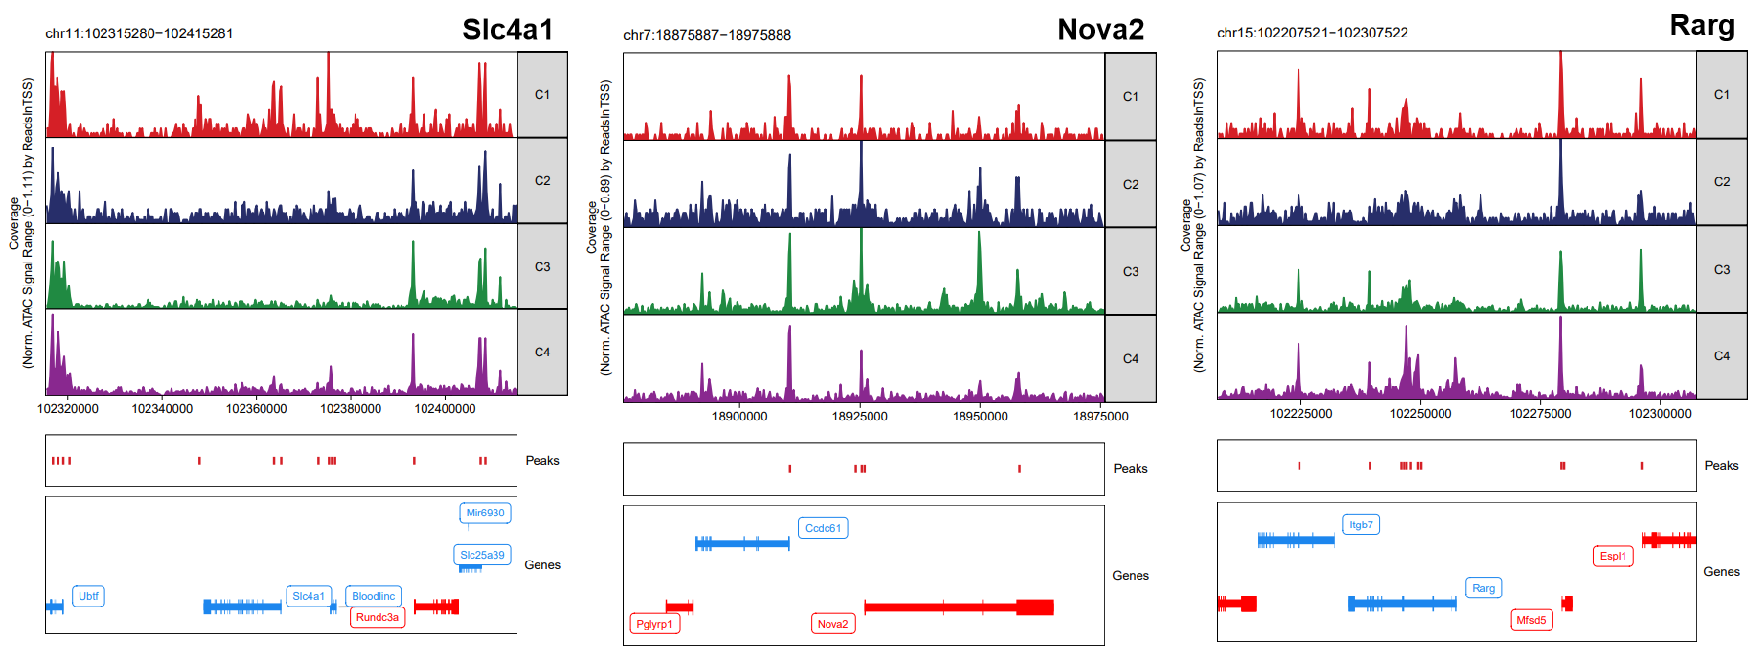 Slc4a1
chr11:102315280−102415281
Coverage
(Norm. ATAC Signal Range (0−1.11) by ReadsInTSS)
C1
C2
C3
C4
102320000 102340000 102360000 102380000 102400000
Peaks
Mir6930
Slc25a39
Genes
Ubtf
Slc4a1
Bloodlinc
Rundc3a
Nova2
chr7:18875887−18975888
Coverage
(Norm. ATAC Signal Range (0−0.89) by ReadsInTSS)
C1
C2
C3
C4
18900000 18925000 18950000 18975000
Peaks
Ccdc61
Genes
Pglyrp1
Nova2
Rarg
chr15:102207521−102307522
Coverage
(Norm. ATAC Signal Range (0−1.07) by ReadsInTSS)
C1
C2
C3
C4
102225000 102250000 102275000 102300000
Peaks
Itgb7
Espl1
Genes
Rarg
Mfsd5